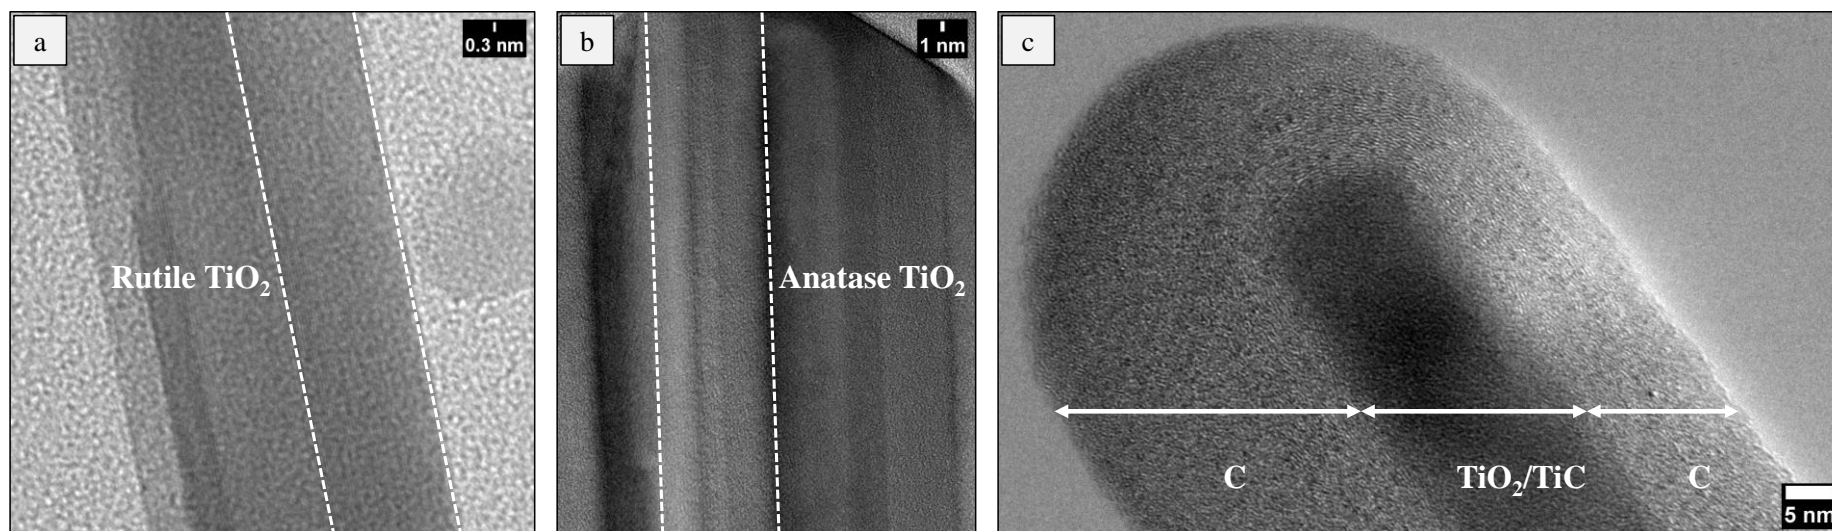 a
0.3 nm
Rutile TiO₂
b
1 nm
Anatase TiO₂
c
C
TiO₂/TiC
C
5 nm